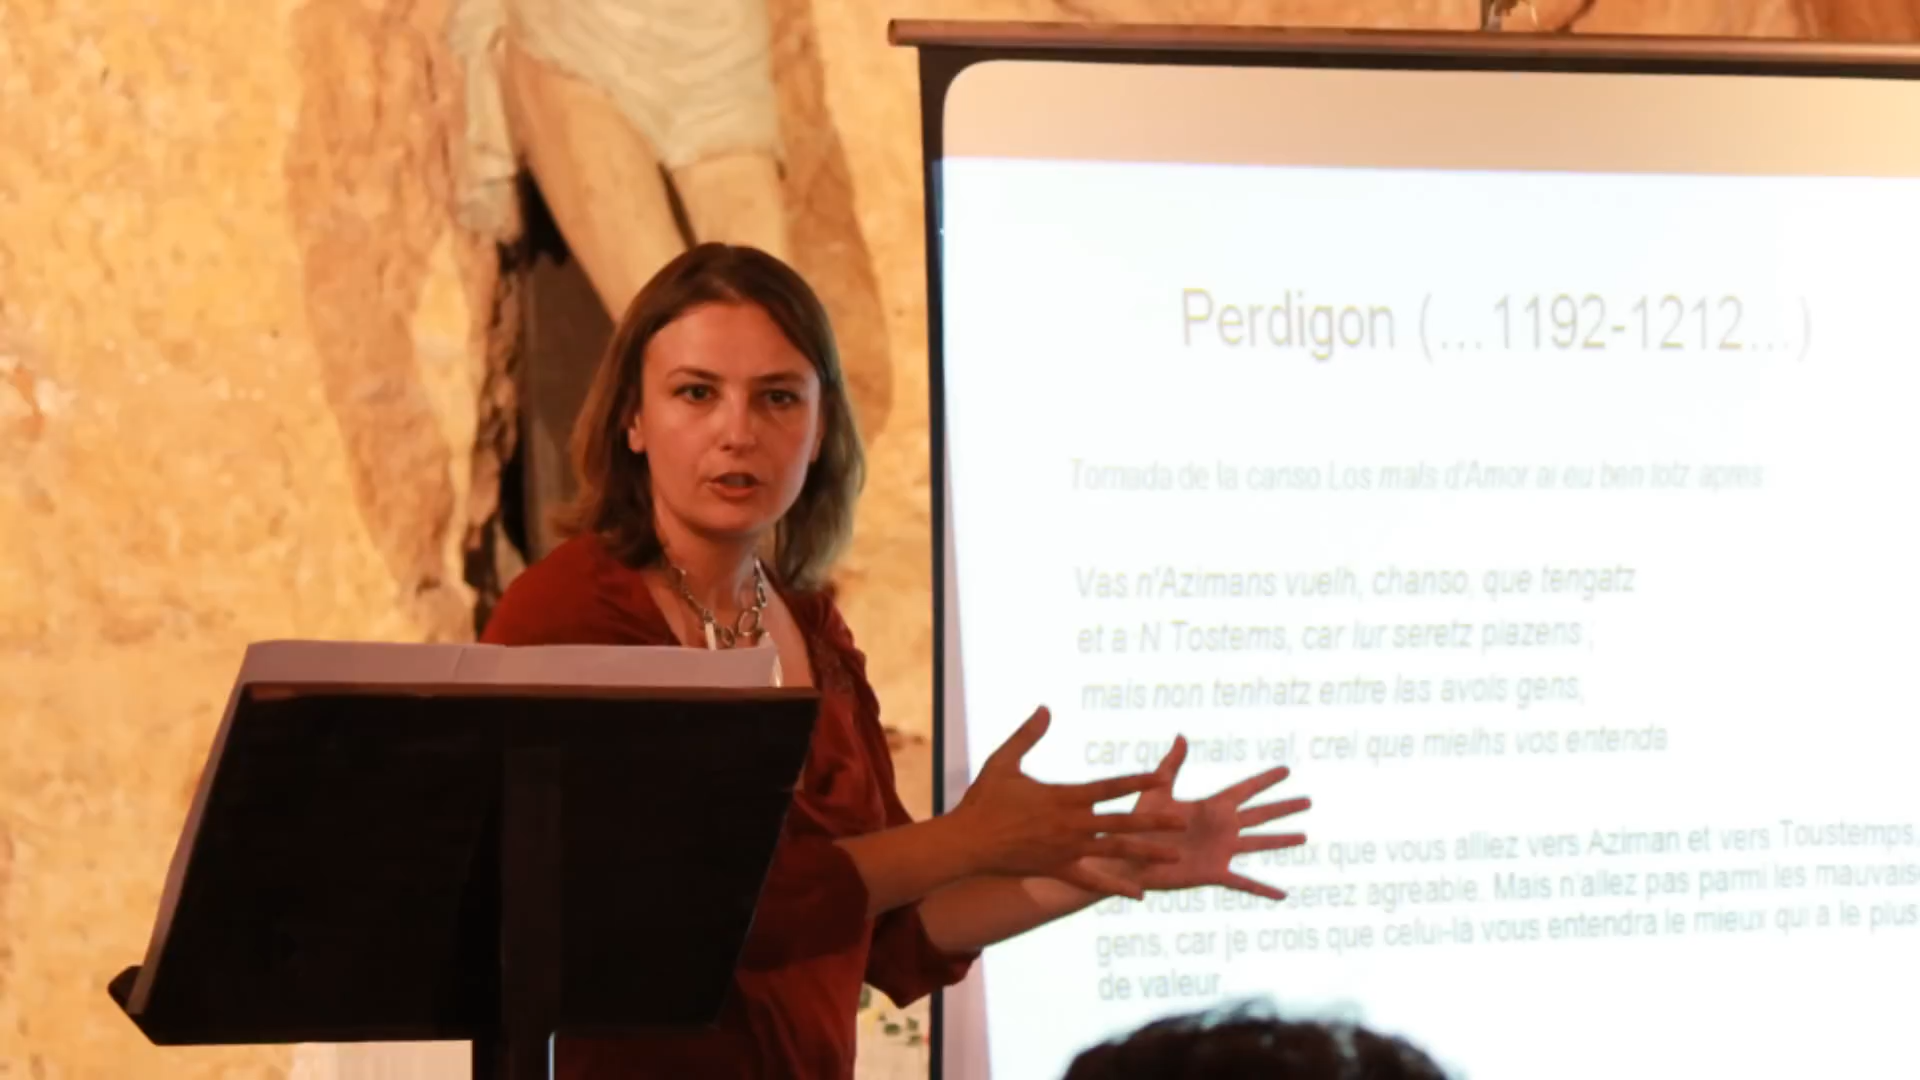 Perdigon (...1192-1212...)
Tornada de la canso Los mals d'Amor ai eu ben totz apres
Vas n'Azimans vuelh, chanso, que tengatz
et a·N Tostems, car lur seretz plazens ;
mais non tenhatz entre las avols gens,
car qui mais val, crei que mielhs vos entenda
veux que vous alliez vers Aziman et vers Toustemps,
car vous leurs serez agréable. Mais n'allez pas parmi les
gens, car je crois que celui-là vous entendra le mieux qui a le plus
de valeur.